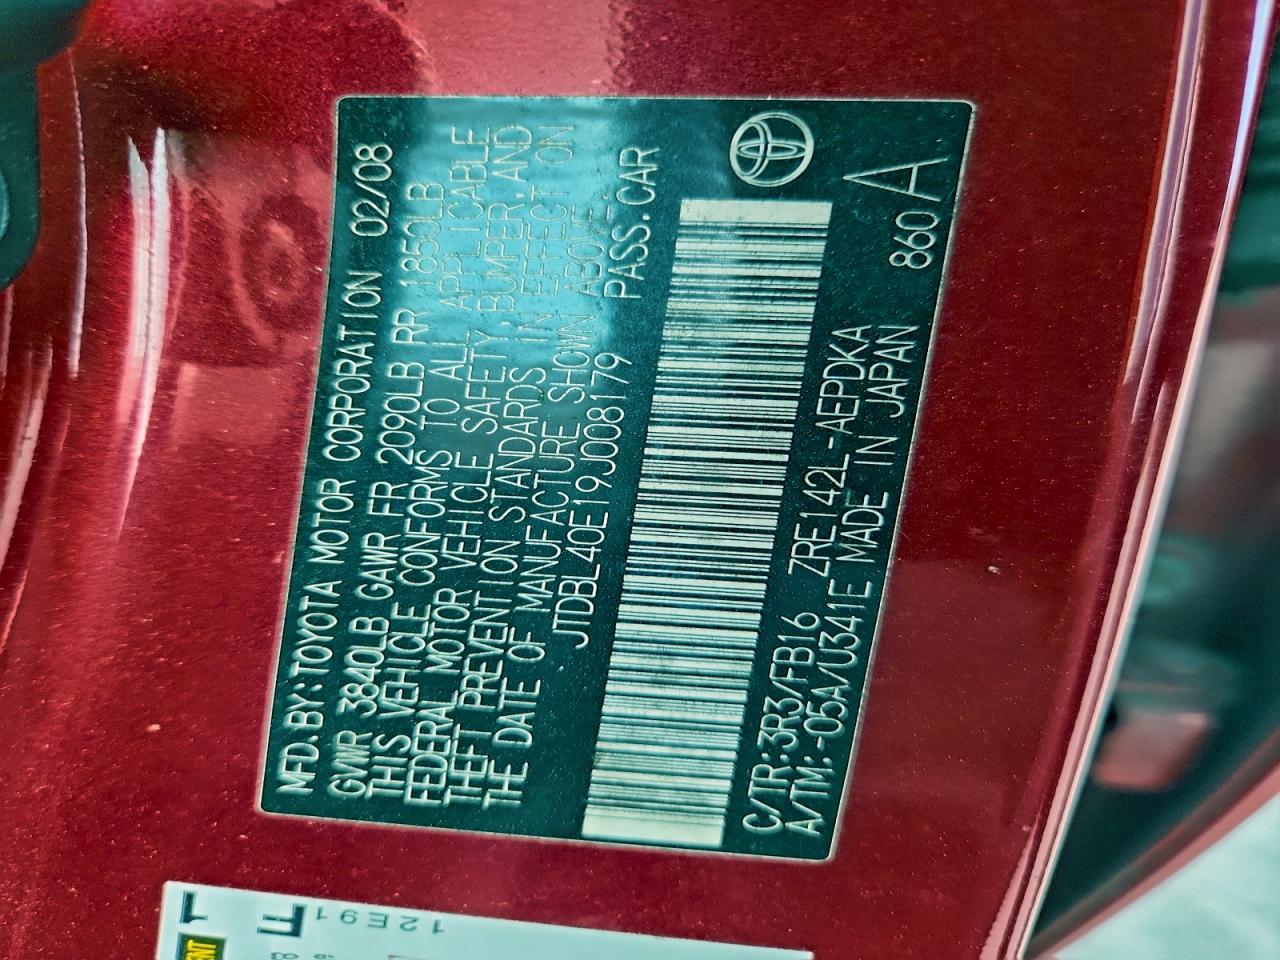 MFD.BY:TOYOTA MOTOR CORPORATION 02/08
GVWR 3840LB GAWR FR 2090LB RR 1850LB
THIS VEHICLE CONFORMS TO ALL APPLICABLE
FEDERAL MOTOR VEHICLE SAFETY, BUMPER, AND
THEFT PREVENTION STANDARDS IN EFFECT ON
THE DATE OF MANUFACTURE SHOWN ABOVE.
JTDBL40E19J008179 PASS.CAR
C/TR:3R3/FB16 ZRE142L-AEPDKA
A/TM:-05A/U341E MADE IN JAPAN
860 A
12E91